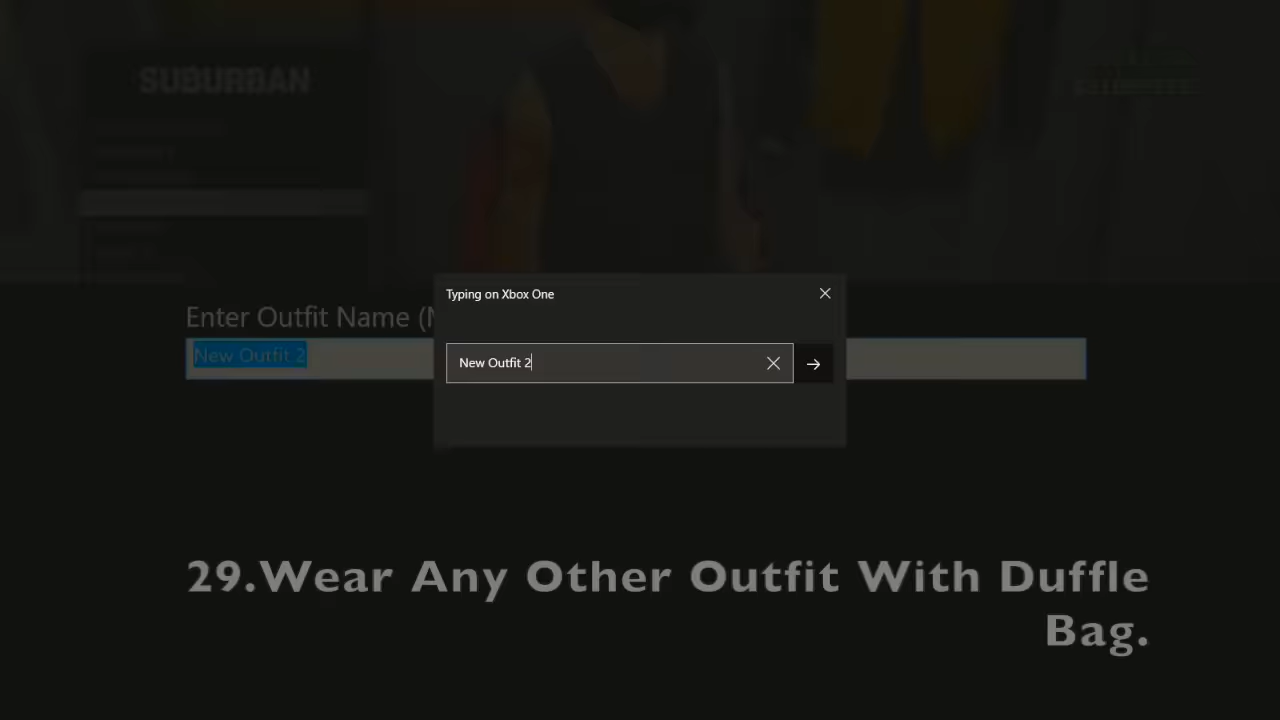 SUBURBAN
Typing on Xbox One
Enter Outfit Name (
New Outfit 2
New Outfit 2
29.Wear Any Other Outfit With Duffle
Bag.